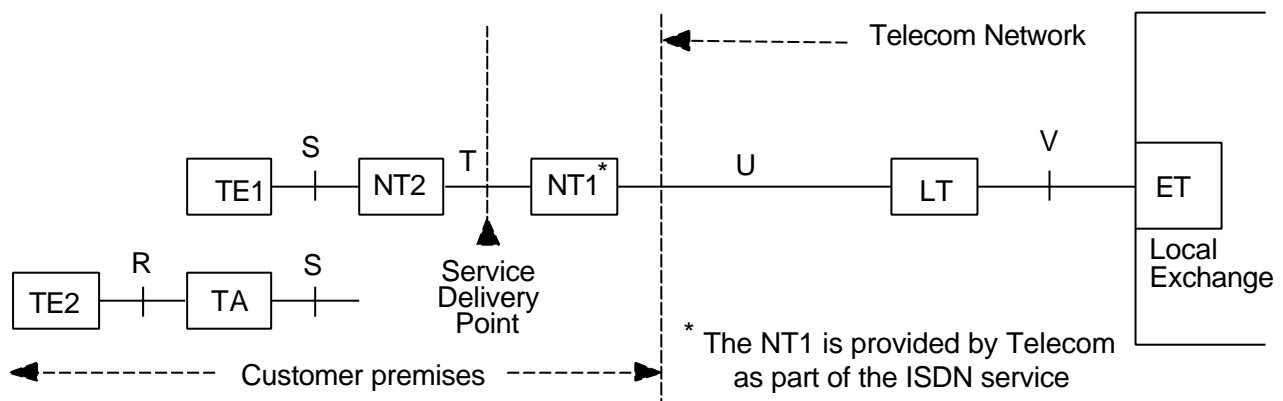 Telecom Network
S
T
V
U
TE1
NT2
NT1*
LT
ET
Local
Exchange
R
S
TE2
TA
Service
Delivery
Point
* The NT1 is provided by Telecom
as part of the ISDN service
Customer premises